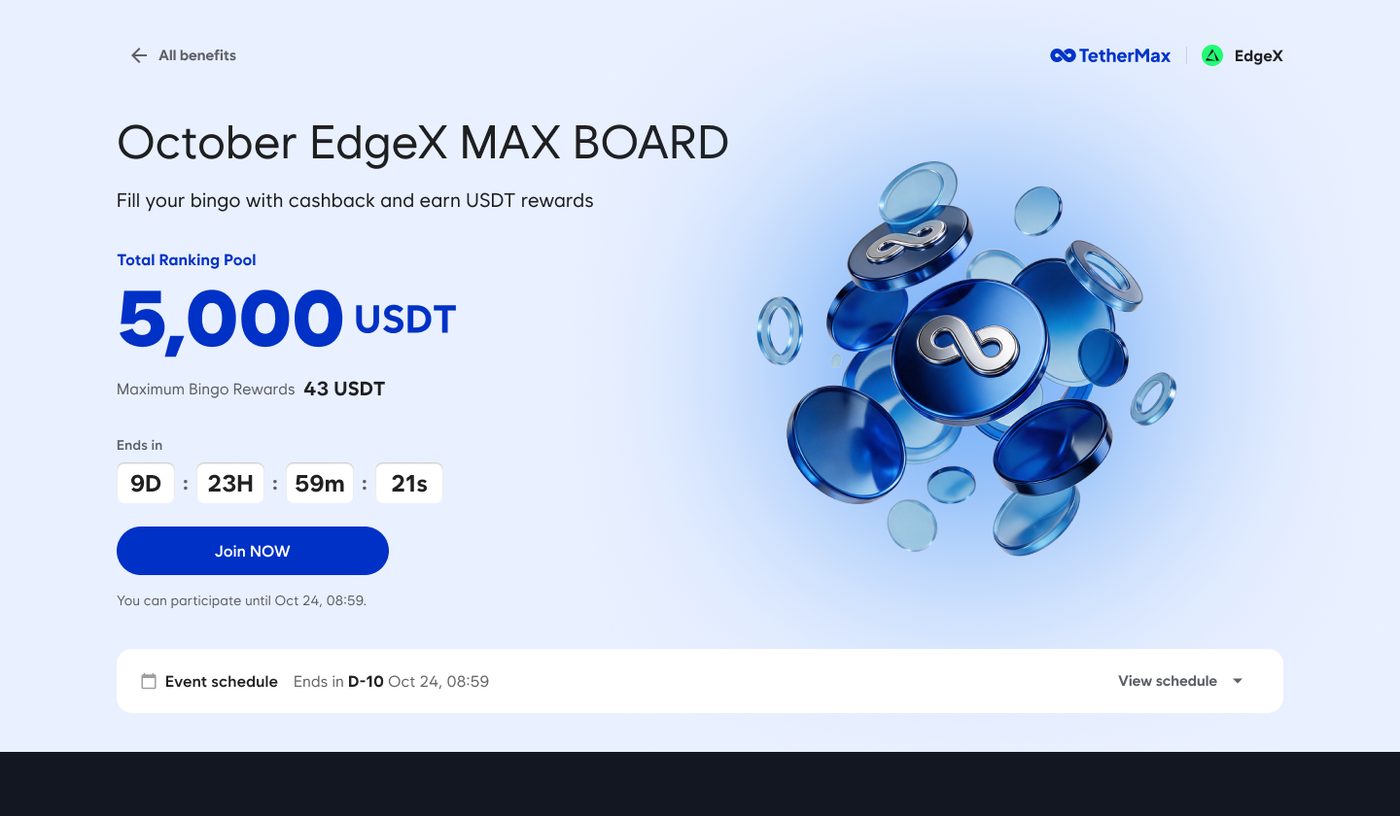 All benefits
TetherMax EdgeX
October EdgeX MAX BOARD
Fill your bingo with cashback and earn USDT rewards
Total Ranking Pool
5,000 USDT
Maximum Bingo Rewards 43 USDT
Ends in
9D : 23H : 59m : 21s
Join NOW
You can participate until Oct 24, 08:59.
Event schedule Ends in D-10 Oct 24, 08:59 View schedule